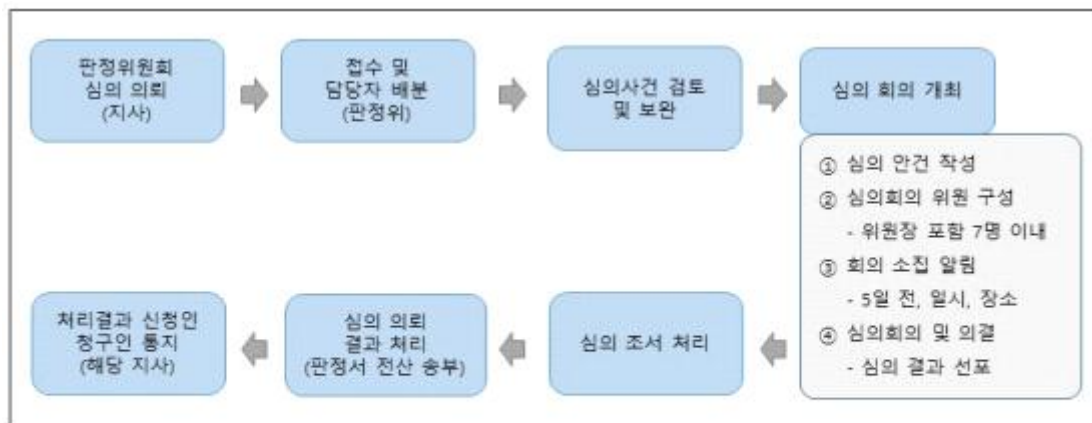 판정위원회
심의 의뢰
(지사)
접수 및
담당자 배분
(판정위)
심의사건 검토
및 보완
심의 회의 개최
① 심의 안건 작성
② 심의회의 위원 구성
- 위원장 포함 7명 이내
③ 회의 소집 알림
- 5일 전, 일시, 장소
④ 심의회의 및 의결
- 심의 결과 선포
심의 조서 처리
심의 의뢰
결과 처리
(판정서 전산 송부)
처리결과 신청인
청구인 통지
(해당 지사)